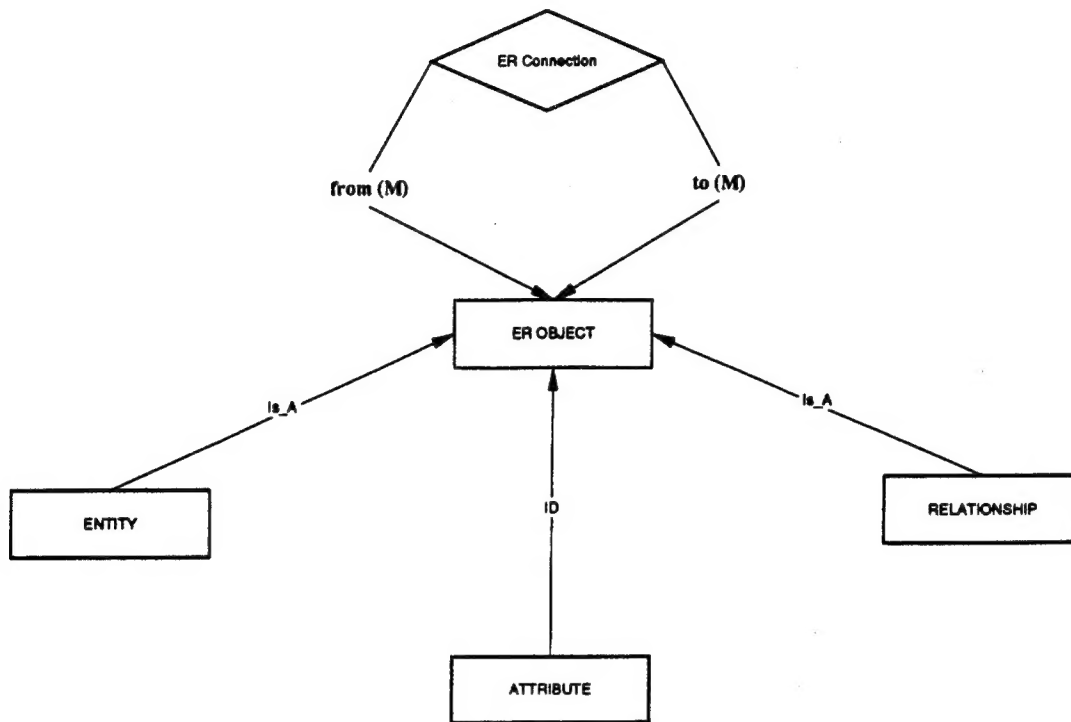 ER Connection
from (M)
to (M)
ER OBJECT
Is_A
Is_A
ENTITY
ID
RELATIONSHIP
ATTRIBUTE